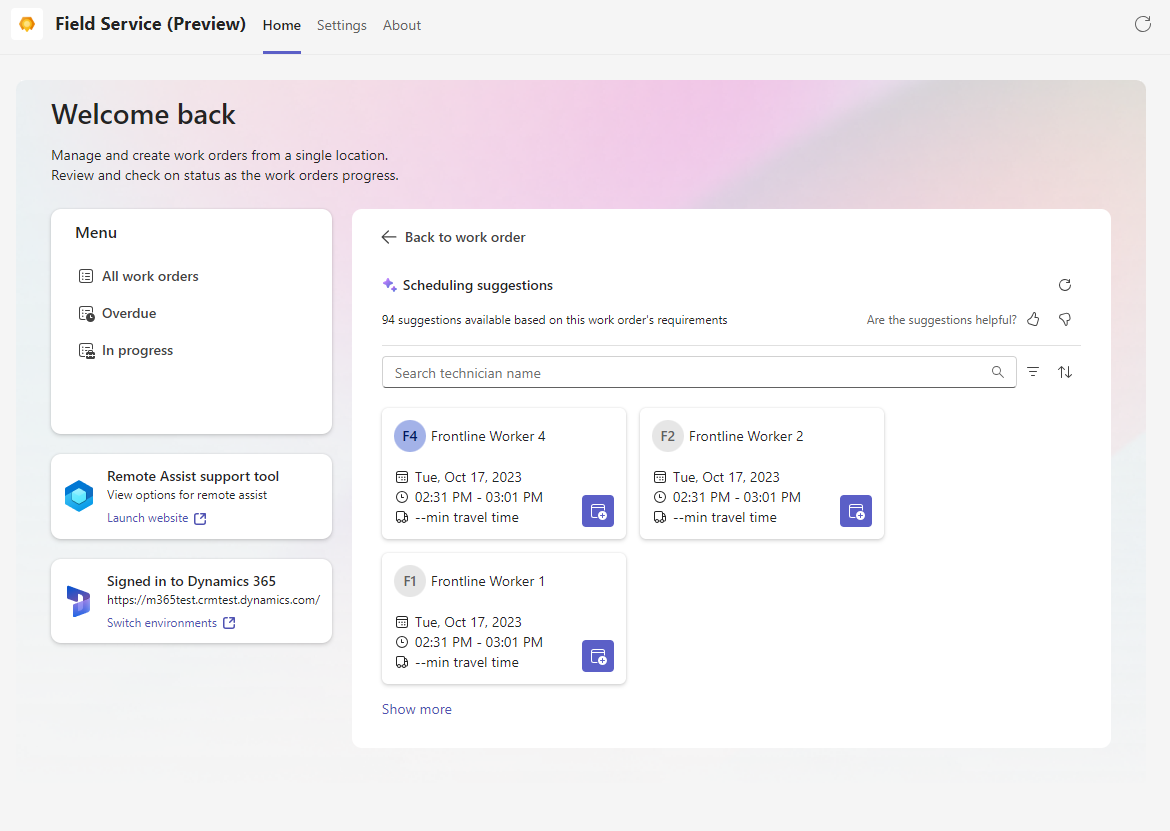 Field Service (Preview)
Home
Settings
About
Welcome back
Manage and create work orders from a single location.
Review and check on status as the work orders progress.
Menu
All work orders
Overdue
In progress
Remote Assist support tool
View options for remote assist
Launch website
Signed in to Dynamics 365
https://m365test.crmtest.dynamics.com/
Switch environments
Back to work order
Scheduling suggestions
94 suggestions available based on this work order's requirements
Are the suggestions helpful?
Search technician name
F4 Frontline Worker 4
Tue, Oct 17, 2023
02:31 PM - 03:01 PM
--min travel time
F2 Frontline Worker 2
Tue, Oct 17, 2023
02:31 PM - 03:01 PM
--min travel time
F1 Frontline Worker 1
Tue, Oct 17, 2023
02:31 PM - 03:01 PM
--min travel time
Show more